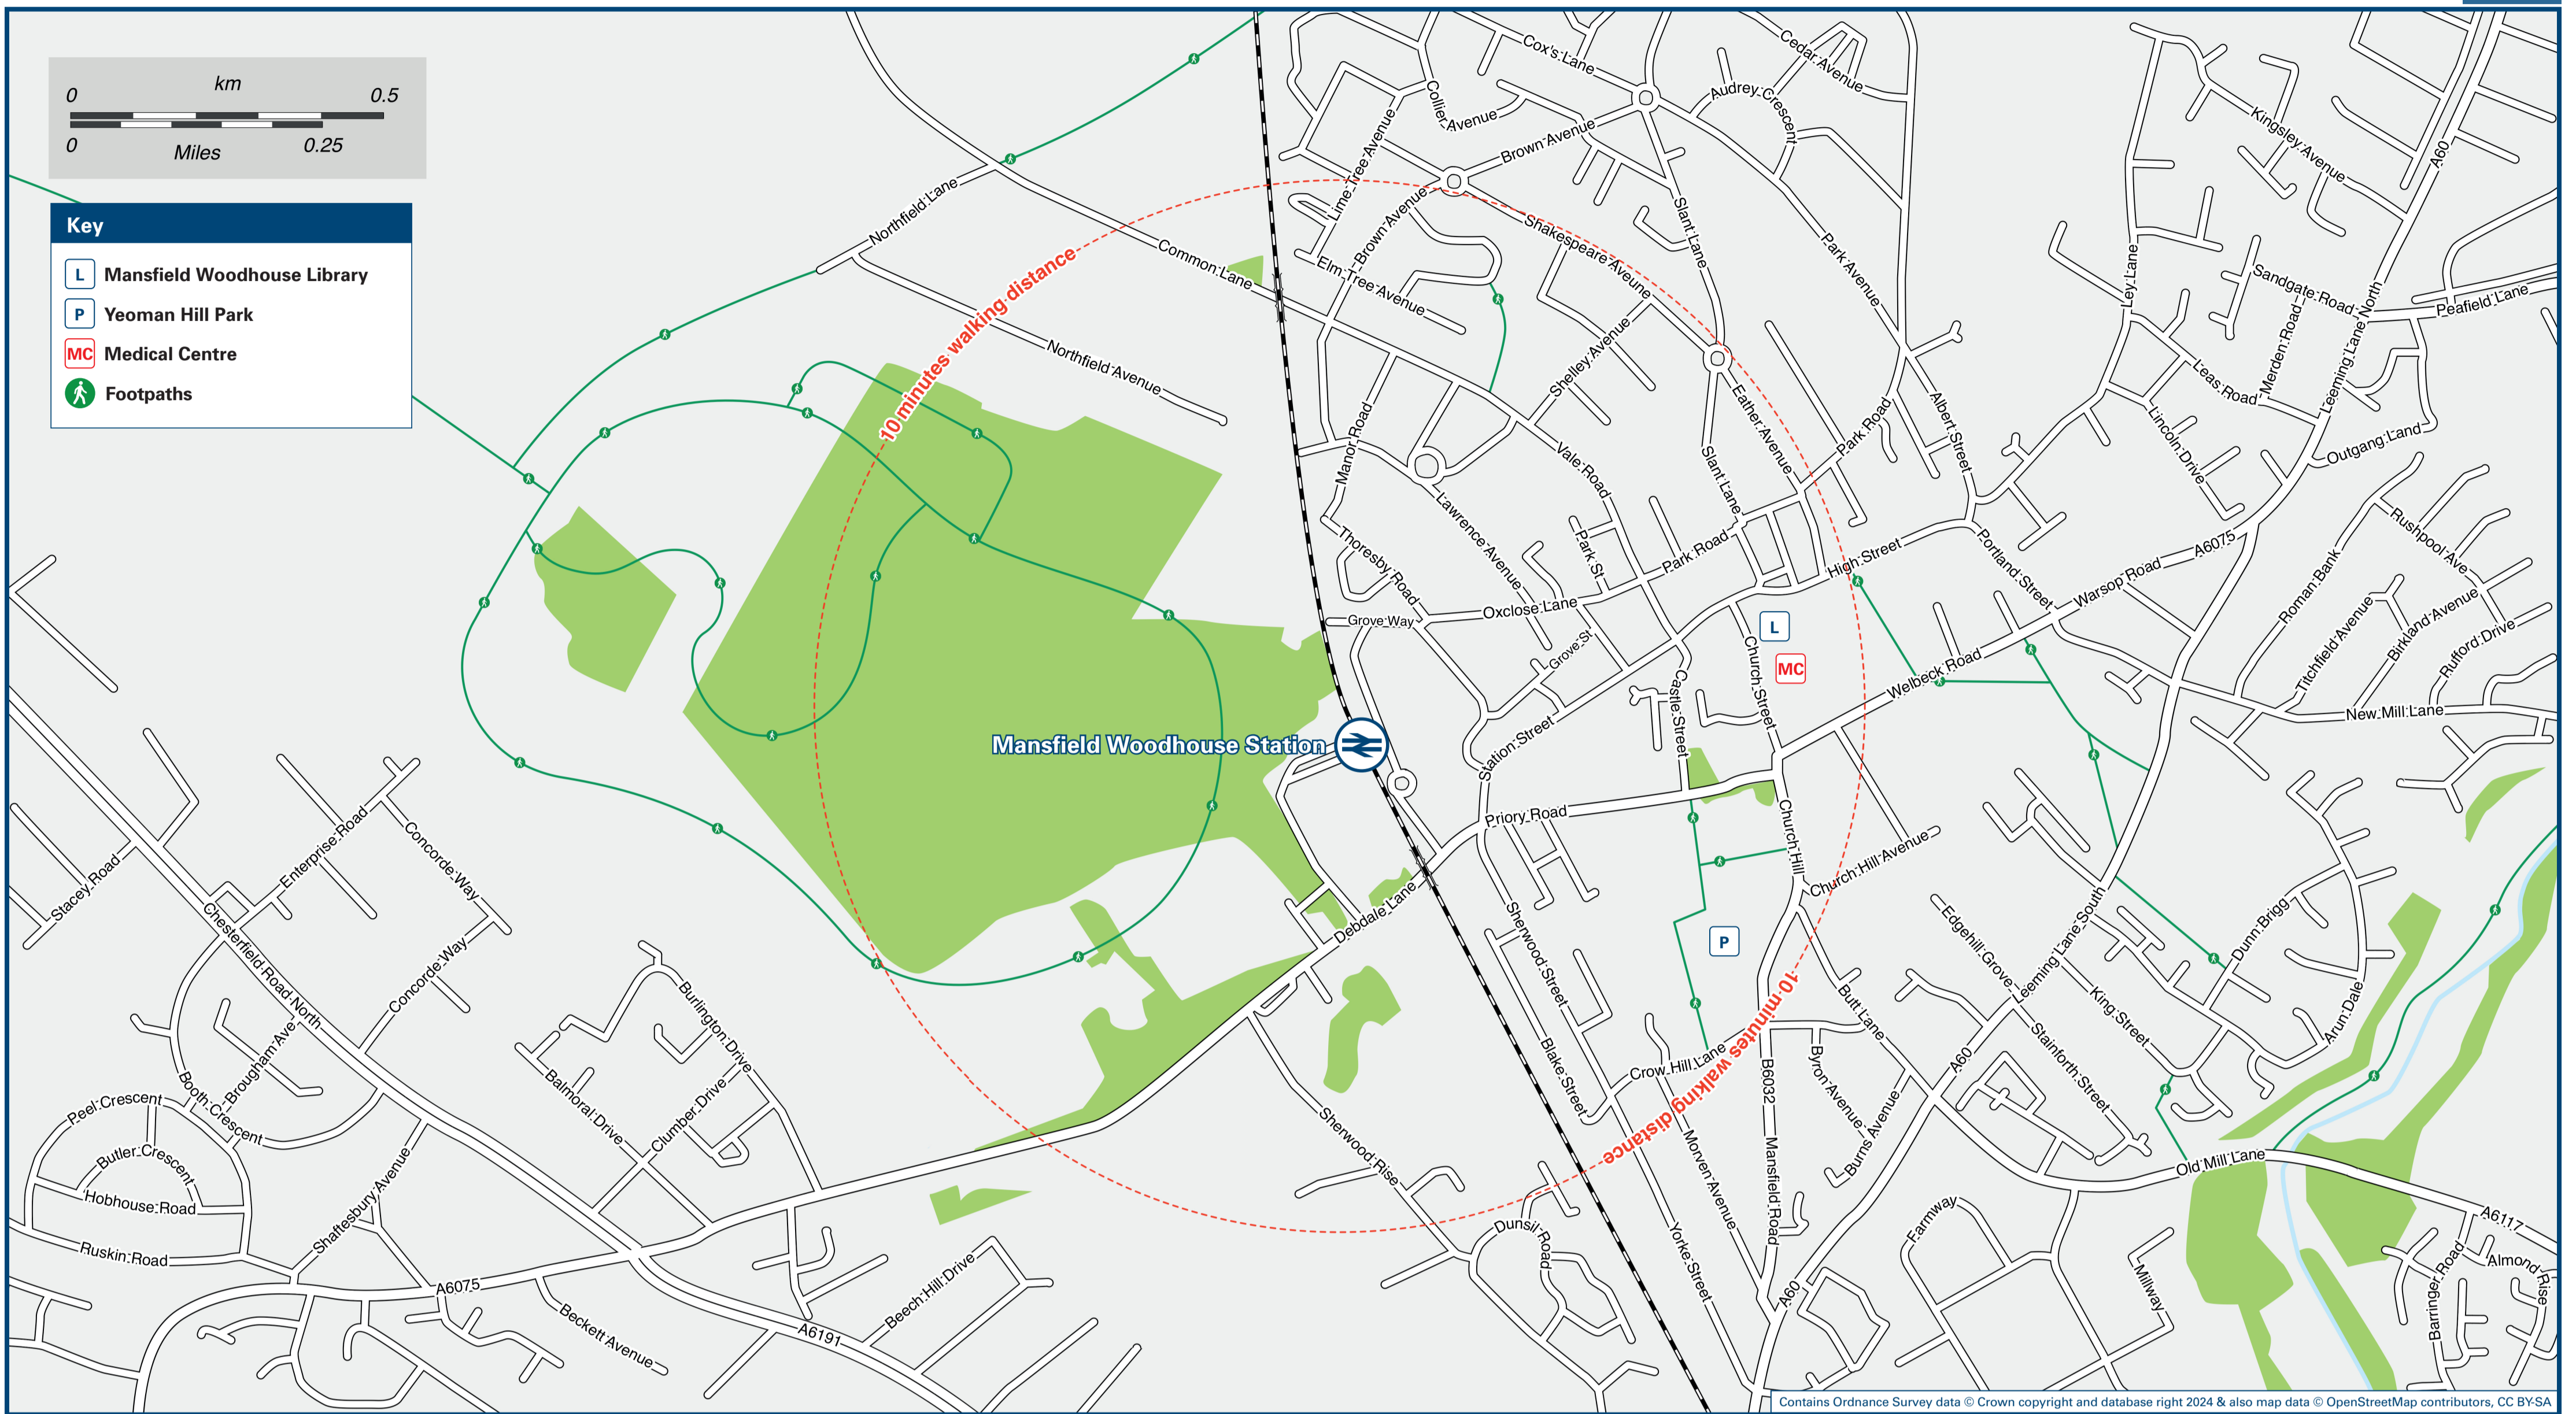 km
0
0.5
0
0.25
Miles
Key
L Mansfield Woodhouse Library
P Yeoman Hill Park
MC Medical Centre
Footpaths
Cox's Lane
Cedar Avenue
Collier Avenue
Audrey Crescent
Brown Avenue
Lime Tree Avenue
Kingsley Avenue
A60
Northfield Lane
Common Lane
Brown Avenue
Elm Tree Avenue
Shakespeare Aveune
Slant Lane
Park Avenue
Ley Lane
Sandgate Road
Merden Road
Leeming Lane North
Peafield Lane
10 minutes walking distance
Northfield Avenue
Shelley Avenue
Manor Road
Vale Road
Eather Avenue
Slant Lane
Park Road
Albert Street
Leas Road
Lincoln Drive
Outgang Land
Lawrence Avenue
Thoresby Road
Park St
Park Road
High Street
Portland Street
Warsop Road
A6075
Rushpool Ave
Roman Bank
Titchfield Avenue
Birkland Avenue
Rufford Drive
Grove Way
Oxclose Lane
Grove St
L
MC
Church Street
Castle Street
Welbeck Road
New Mill Lane
Station Street
Mansfield Woodhouse Station
Priory Road
Church Hill
Church Hill Avenue
Stacey Road
Enterprise Road
Concorde Way
Concorde Way
Chesterfield Road North
Debdale Lane
Sherwood Street
P
Edgehill Grove
Leeming Lane South
Dunn Brigg
Arun Dale
King Street
Stainforth Street
Butt Lane
10 minutes walking distance
Burlington Drive
Balmoral Drive
Clumber Drive
Brougham Ave
Booth Crescent
Peel Crescent
Butler Crescent
Hobhouse Road
Ruskin Road
Shaftesbury Avenue
Blake Street
Crow Hill Lane
B6032
Mansfield Road
Byron Avenue
Burns Avenue
A60
Sherwood Rise
Morven Avenue
Yorke Street
Dunsil Road
Old Mill Lane
A6117
Farmway
Millway
Almond Rise
Barringer Road
A6075
Beckett Avenue
A6191
Beech Hill Drive
A60
Contains Ordnance Survey data © Crown copyright and database right 2024 & also map data © OpenStreetMap contributors, CC BY-SA